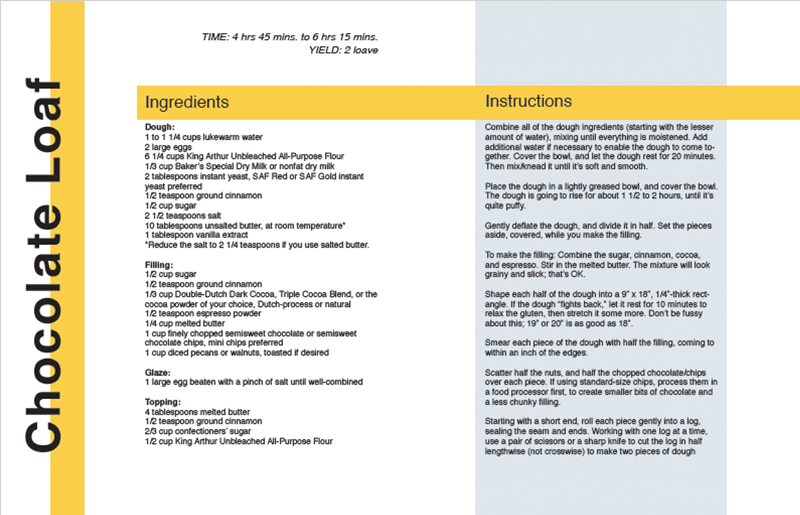 Chocolate Loaf
TIME: 4 hrs 45 mins. to 6 hrs 15 mins.
YIELD: 2 loave
Ingredients
Dough:
1 to 1 1/4 cups lukewarm water
2 large eggs
6 1/4 cups King Arthur Unbleached All-Purpose Flour
1/3 cup Baker's Special Dry Milk or nonfat dry milk
2 tablespoons instant yeast, SAF Red or SAF Gold instant
yeast preferred
1/2 teaspoon ground cinnamon
1/2 cup sugar
2 1/2 teaspoons salt
10 tablespoons unsalted butter, at room temperature*
1 tablespoon vanilla extract
*Reduce the salt to 2 1/4 teaspoons if you use salted butter.
Filling:
1/2 cup sugar
1/2 teaspoon ground cinnamon
1/3 cup Double-Dutch Dark Cocoa, Triple Cocoa Blend, or the
cocoa powder of your choice, Dutch-process or natural
1/2 teaspoon espresso powder
1/4 cup melted butter
1 cup finely chopped semisweet chocolate or semisweet
chocolate chips, mini chips preferred
1 cup diced pecans or walnuts, toasted if desired
Glaze:
1 large egg beaten with a pinch of salt until well-combined
Topping:
4 tablespoons melted butter
1/2 teaspoon ground cinnamon
2/3 cup confectioners' sugar
1/2 cup King Arthur Unbleached All-Purpose Flour
Instructions
Combine all of the dough ingredients (starting with the lesser
amount of water), mixing until everything is moistened. Add
additional water if necessary to enable the dough to come to-
gether. Cover the bowl, and let the dough rest for 20 minutes.
Then mix/knead it until it's soft and smooth.
Place the dough in a lightly greased bowl, and cover the bowl.
The dough is going to rise for about 1 1/2 to 2 hours, until it's
quite puffy.
Gently deflate the dough, and divide it in half. Set the pieces
aside, covered, while you make the filling.
To make the filling: Combine the sugar, cinnamon, cocoa,
and espresso. Stir in the melted butter. The mixture will look
grainy and slick; that's OK.
Shape each half of the dough into a 9" x 18", 1/4"-thick rect-
angle. If the dough "fights back," let it rest for 10 minutes to
relax the gluten, then stretch it some more. Don't be fussy
about this; 19" or 20" is as good as 18".
Smear each piece of the dough with half the filling, coming to
within an inch of the edges.
Scatter half the nuts, and half the chopped chocolate/chips
over each piece. If using standard-size chips, process them in
a food processor first, to create smaller bits of chocolate and
a less chunky filling.
Starting with a short end, roll each piece gently into a log,
sealing the seam and ends. Working with one log at a time,
use a pair of scissors or a sharp knife to cut the log in half
lengthwise (not crosswise) to make two pieces of dough